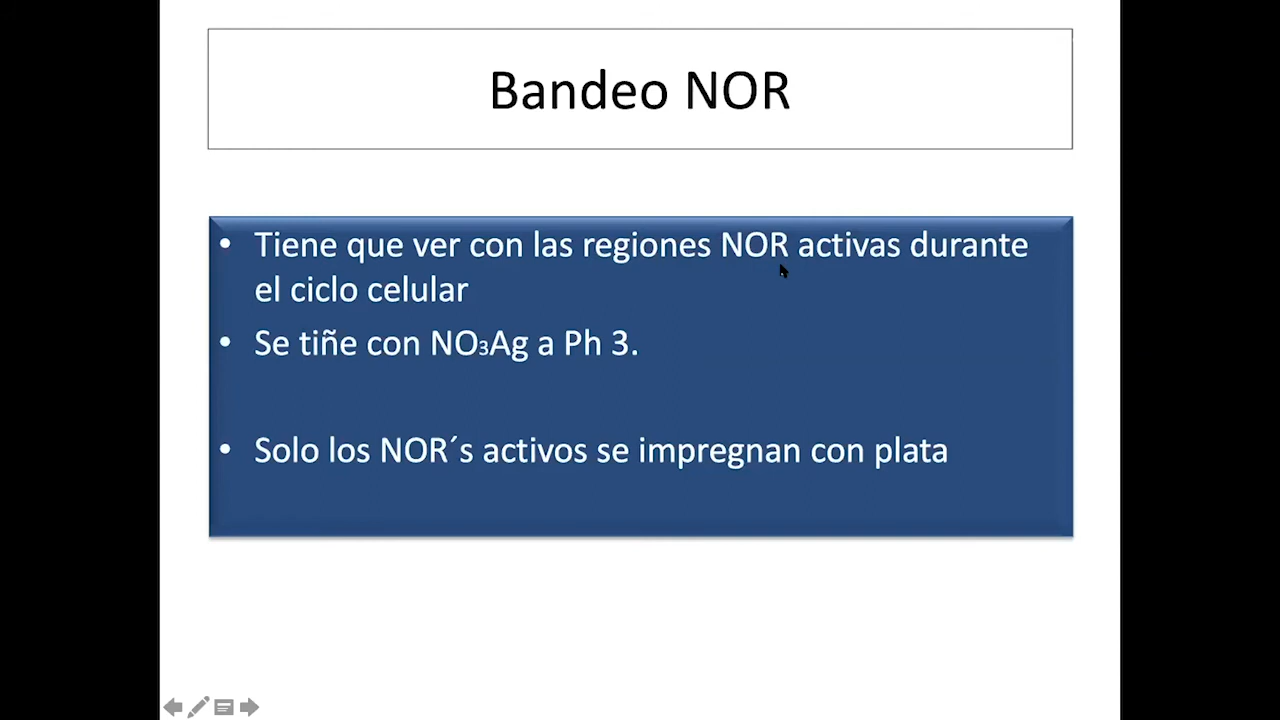 Bandeo NOR
• Tiene que ver con las regiones NOR activas durante
el ciclo celular
• Se tiñe con NO₃Ag a Ph 3.
• Solo los NOR´s activos se impregnan con plata